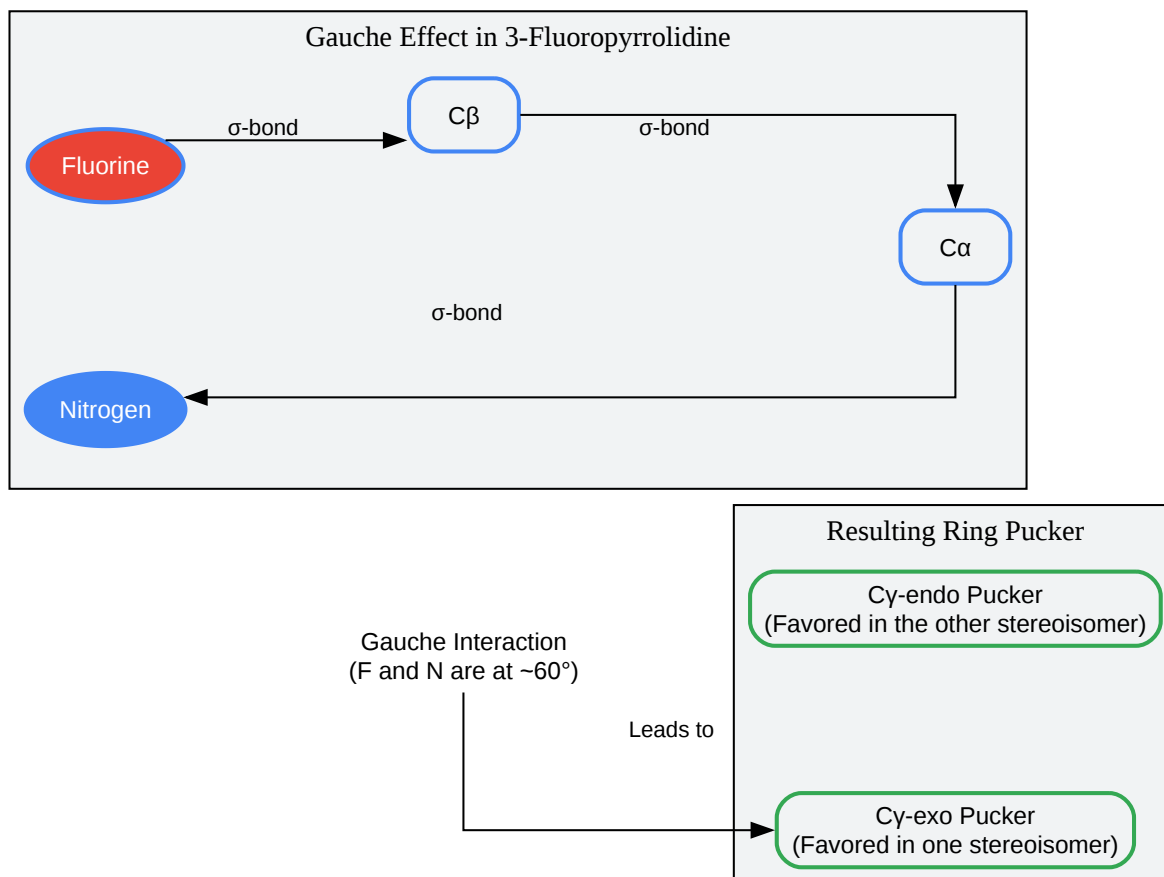 Gauche Effect in 3-Fluoropyrrolidine
Cβ
σ-bond
σ-bond
Fluorine
Cα
σ-bond
Nitrogen
Resulting Ring Pucker
Cγ-endo Pucker
(Favored in the other stereoisomer)
Gauche Interaction
(F and N are at ~60°)
Leads to
Cγ-exo Pucker
(Favored in one stereoisomer)